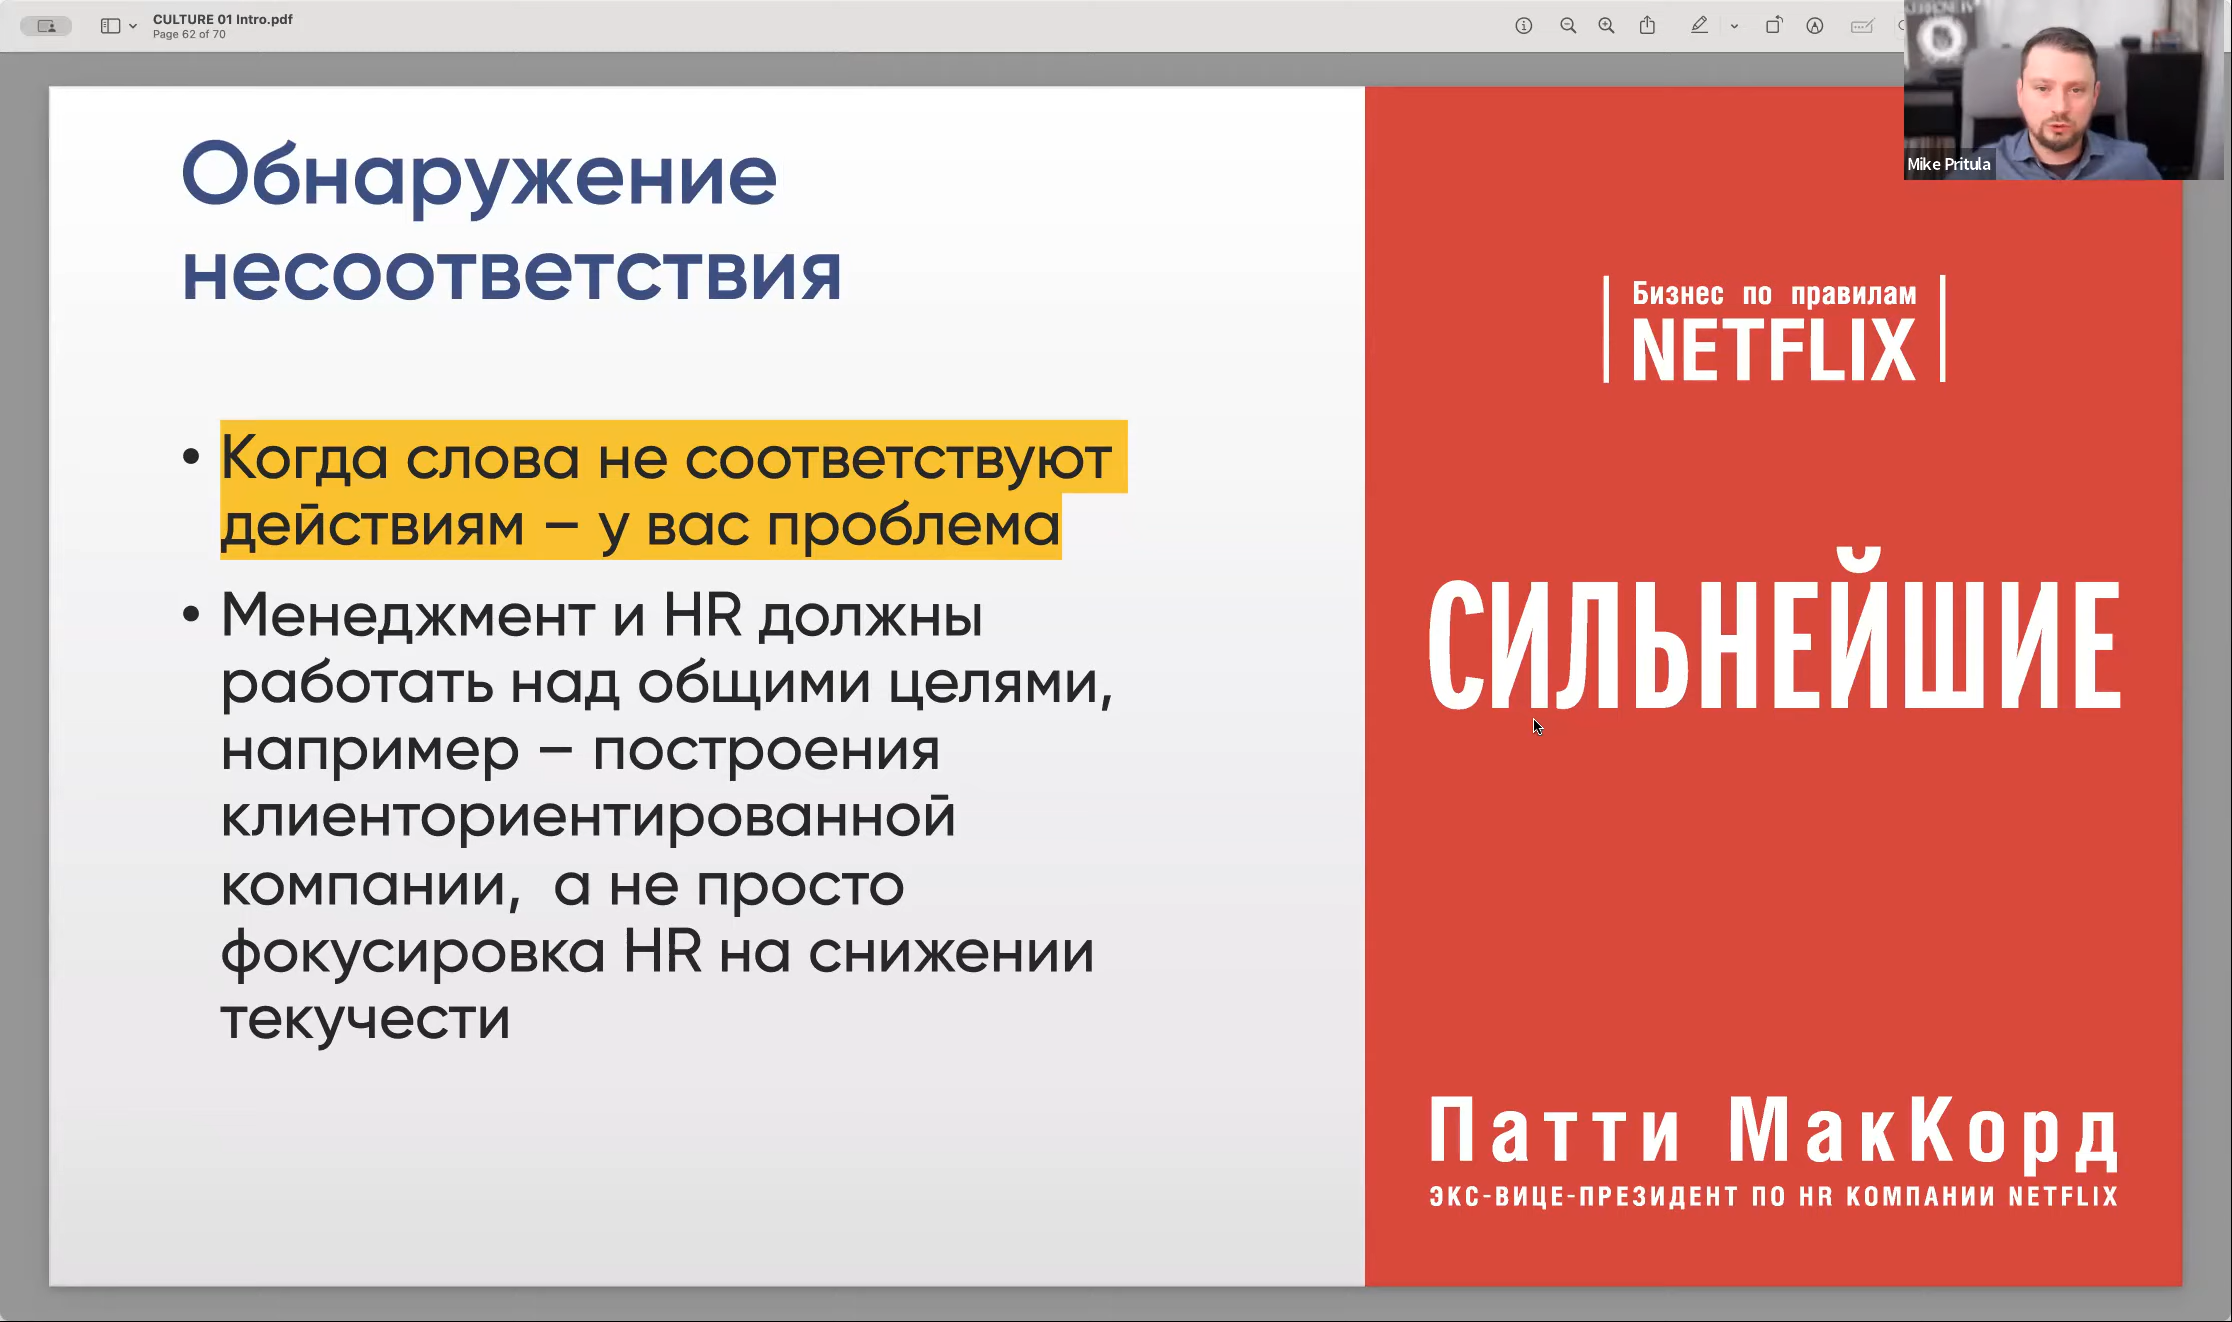 CULTURE 01 Intro.pdf
Page 62 of 70
Mike Pritula
Обнаружение
несоответствия
• Когда слова не соответствуют
действиям – у вас проблема
• Менеджмент и HR должны
работать над общими целями,
например – построения
клиенториентированной
компании,  а не просто
фокусировка HR на снижении
текучести
Бизнес по правилам
NETFLIX
СИЛЬНЕЙШИЕ
Патти МакКорд
ЭКС-ВИЦЕ-ПРЕЗИДЕНТ ПО HR КОМПАНИИ NETFLIX